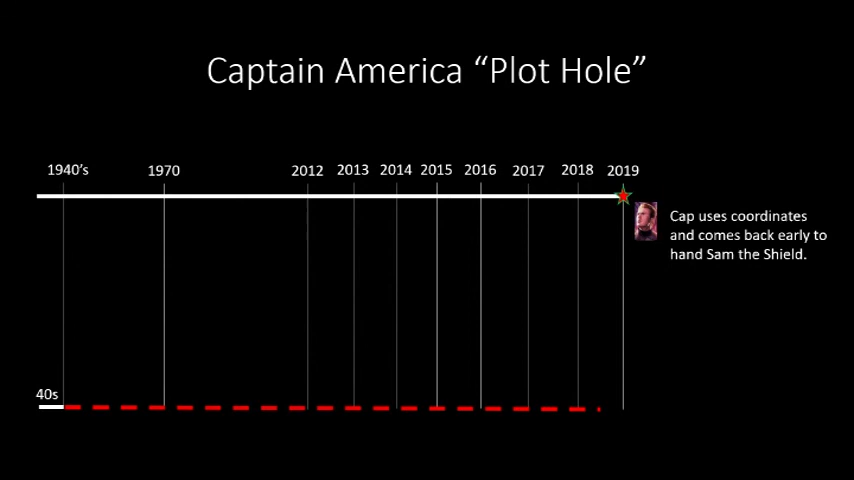 Captain America “Plot Hole”
1940’s 1970 2012 2013 2014 2015 2016 2017 2018 2019
Cap uses coordinates
and comes back early to
hand Sam the Shield.
40s